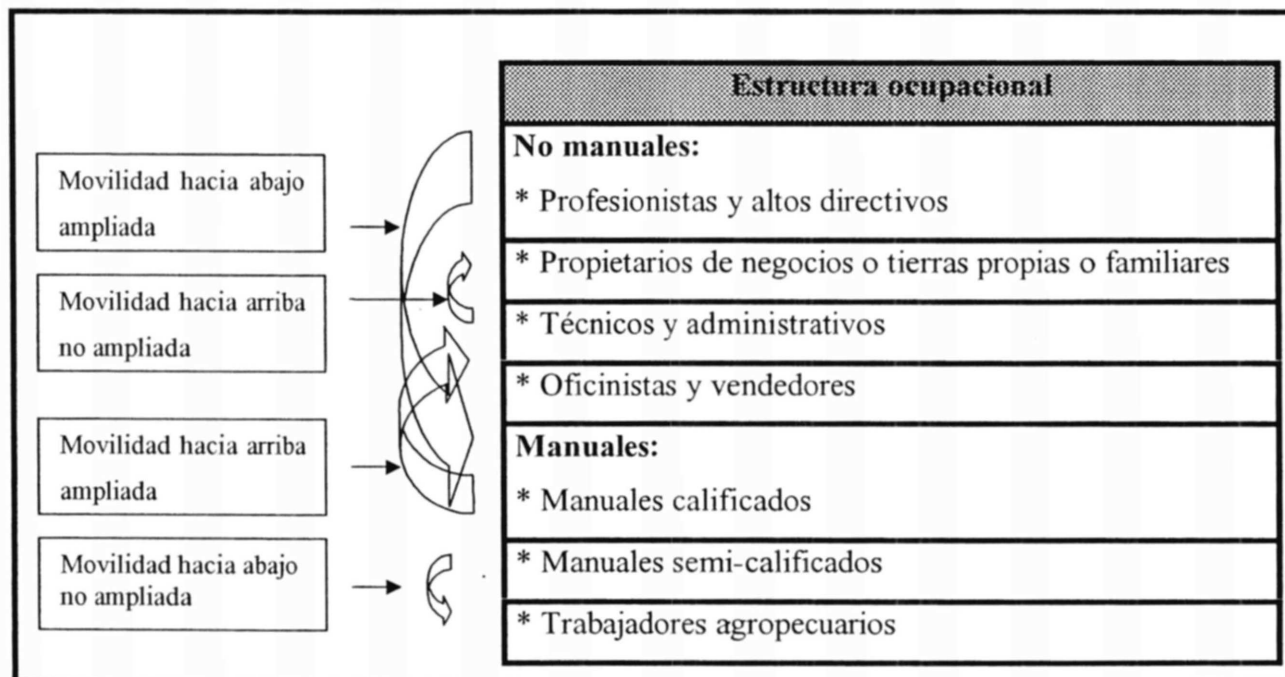 Estructura ocupacional
No manuales:
* Profesionistas y altos directivos
* Propietarios de negocios o tierras propias o familiares
* Técnicos y administrativos
* Oficinistas y vendedores
Manuales:
* Manuales calificados
* Manuales semi-calificados
* Trabajadores agropecuarios
Movilidad hacia abajo
ampliada
Movilidad hacia arriba
no ampliada
Movilidad hacia arriba
ampliada
Movilidad hacia abajo
no ampliada